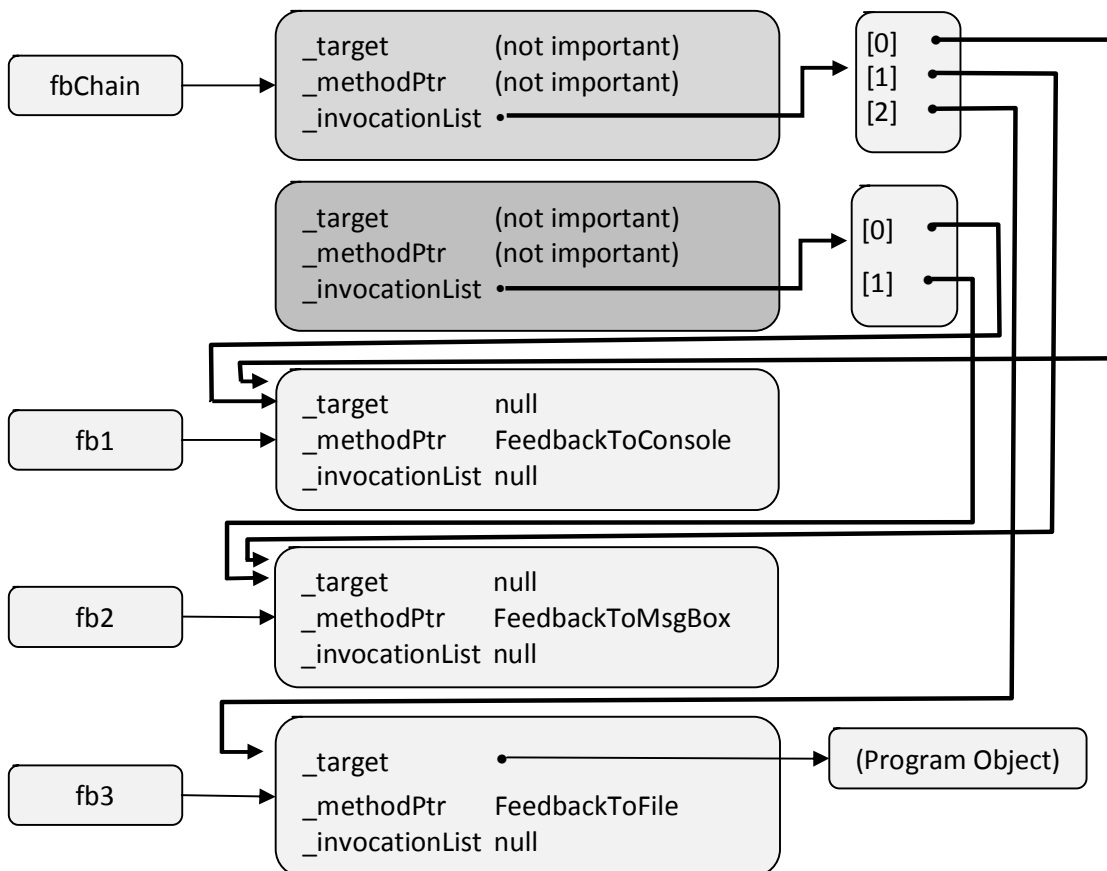 fbChain
_target (not important)
_methodPtr (not important)
_invocationList
[0]
[1]
[2]
_target (not important)
_methodPtr (not important)
_invocationList
[0]
[1]
fb1
_target null
_methodPtr FeedbackToConsole
_invocationList null
fb2
_target null
_methodPtr FeedbackToMsgBox
_invocationList null
fb3
_target
_methodPtr FeedbackToFile
_invocationList null
(Program Object)